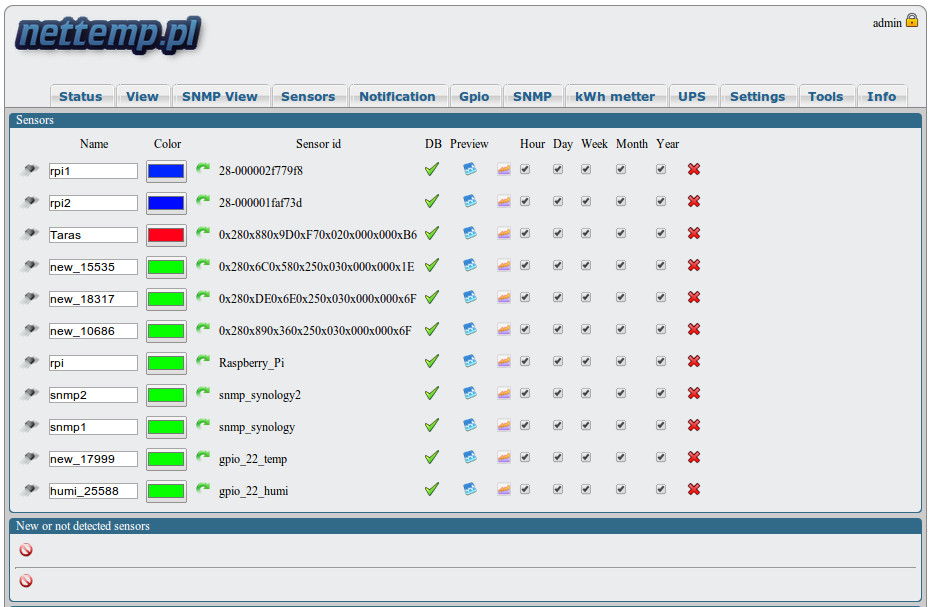 nettemp.pl
admin
Status View SNMP View Sensors Notification Gpio SNMP kWh metter UPS Settings Tools Info
Sensors
Name Color Sensor id DB Preview Hour Day Week Month Year
rpi1 28-000002f779f8
rpi2 28-000001faf73d
Taras 0x280x880x9D0xF70x020x000x000xB6
new_15535 0x280x6C0x580x250x030x000x000x1E
new_18317 0x280xDE0x6E0x250x030x000x000x6F
new_10686 0x280x890x360x250x030x000x000x6F
rpi Raspberry_Pi
snmp2 snmp_synology2
snmp1 snmp_synology
new_17999 gpio_22_temp
humi_25588 gpio_22_humi
New or not detected sensors